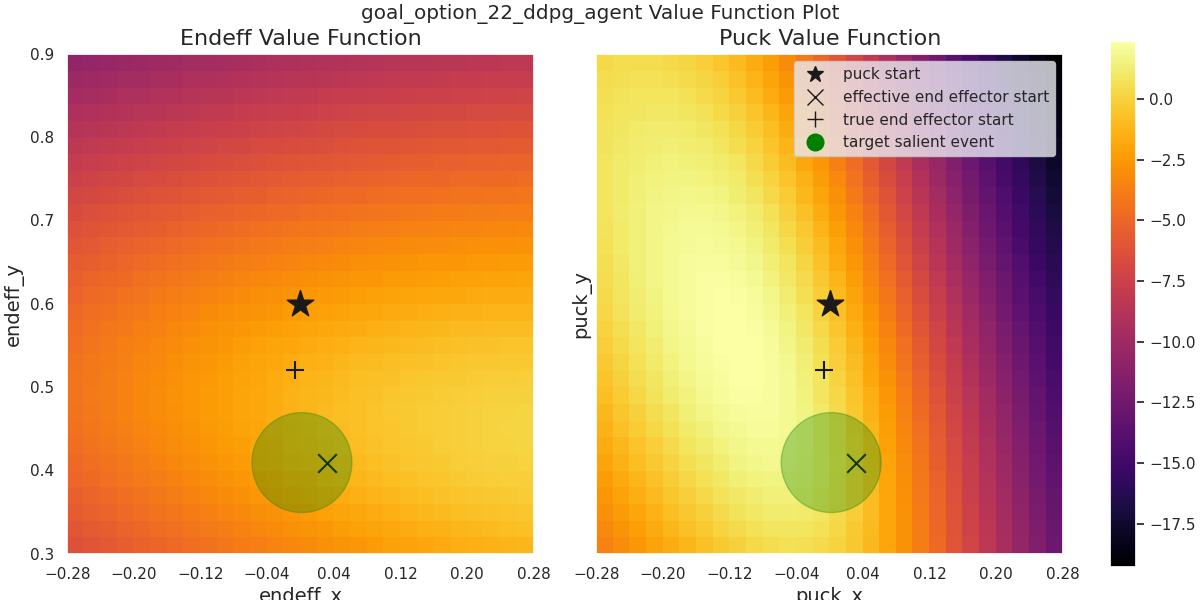 goal_option_22_ddpg_agent Value Function Plot
Endeff Value Function
Puck Value Function
0.9
0.8
0.7
0.6
0.5
0.4
0.3
endeff_y
−0.28 −0.20 −0.12 −0.04 0.04 0.12 0.20 0.28
endeff_x
puck_y
puck start
effective end effector start
true end effector start
target salient event
−0.28 −0.20 −0.12 −0.04 0.04 0.12 0.20 0.28
puck_x
0.0
−2.5
−5.0
−7.5
−10.0
−12.5
−15.0
−17.5